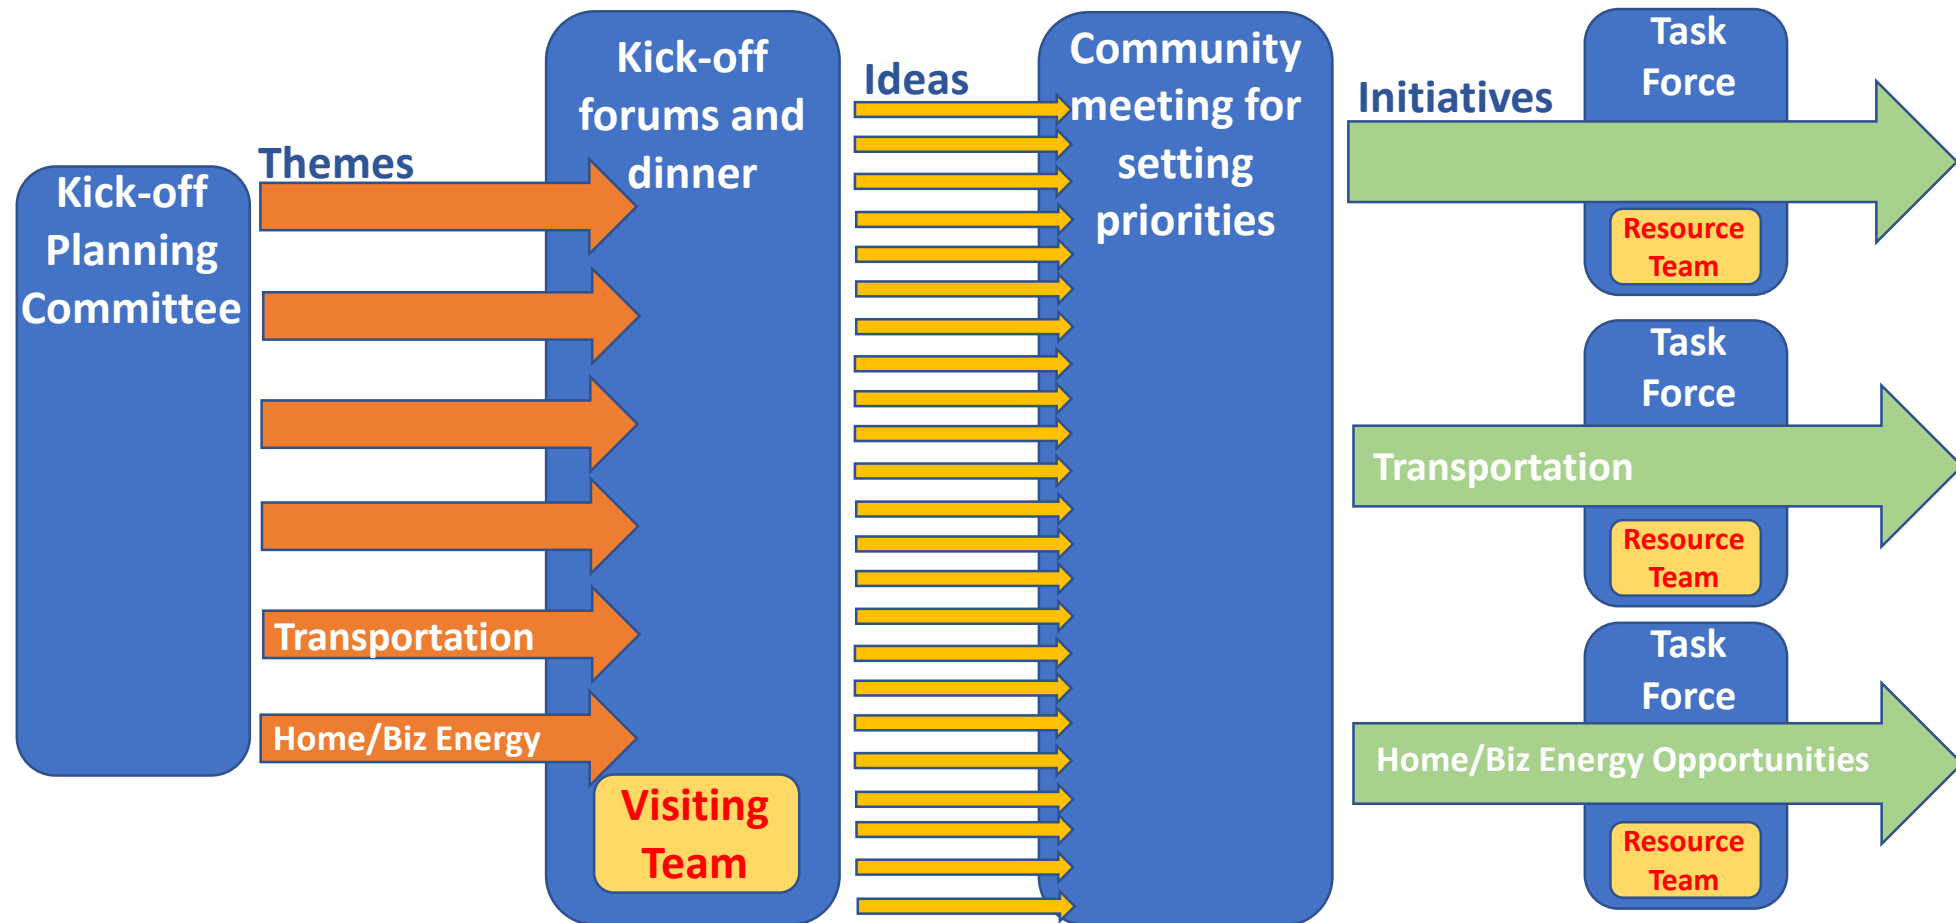 Kick-off
Planning
Committee
Themes
Transportation
Home/Biz Energy
Kick-off
forums and
dinner
Visiting
Team
Ideas
Community
meeting for
setting
priorities
Initiatives
Task
Force
Resource
Team
Task
Force
Transportation
Resource
Team
Task
Force
Home/Biz Energy Opportunities
Resource
Team